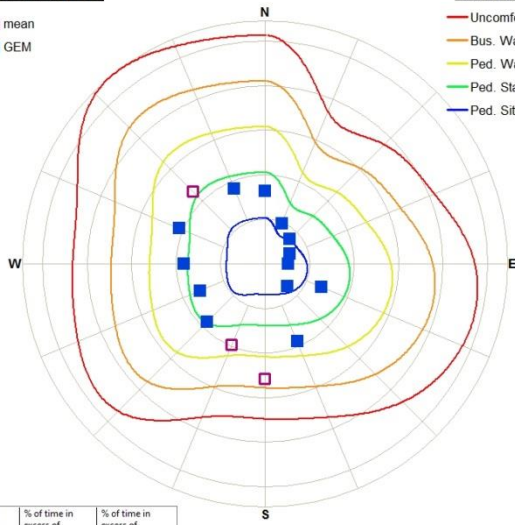 N
mean
GEM
Uncomf
Bus. Wa
Ped. Wa
Ped. Sta
Ped. Sit
W
E
S
% of time in
% of time in
excess of
excess of